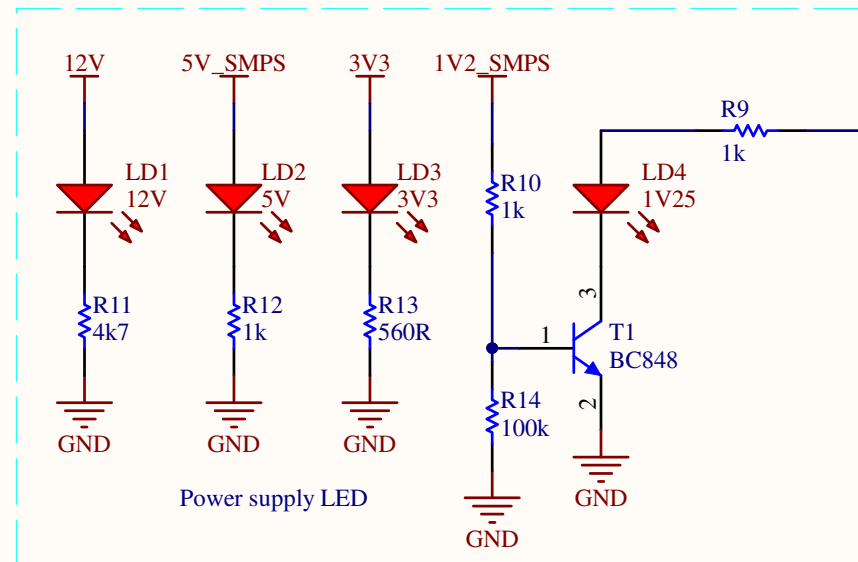 12V
5V_SMPS
3V3
1V2_SMPS
R9
1k
LD1
12V
LD2
5V
LD3
3V3
R10
1k
LD4
1V25
R11
4k7
R12
1k
R13
560R
3
1
T1
BC848
2
R14
100k
GND
GND
GND
GND
GND
Power supply LED